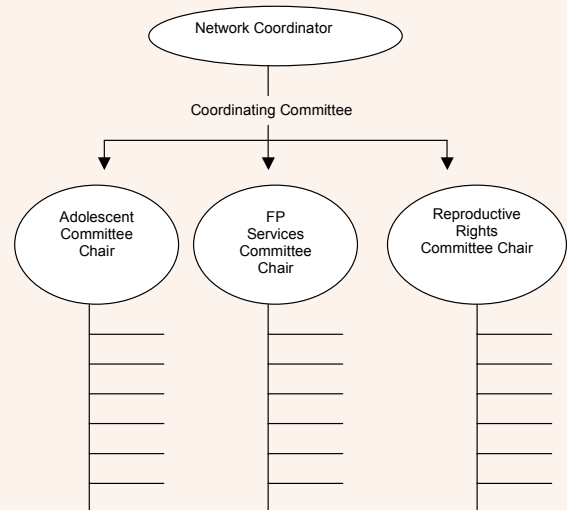 Network Coordinator
Coordinating Committee
Adolescent
Committee
Chair
FP
Services
Committee
Chair
Reproductive
Rights
Committee Chair